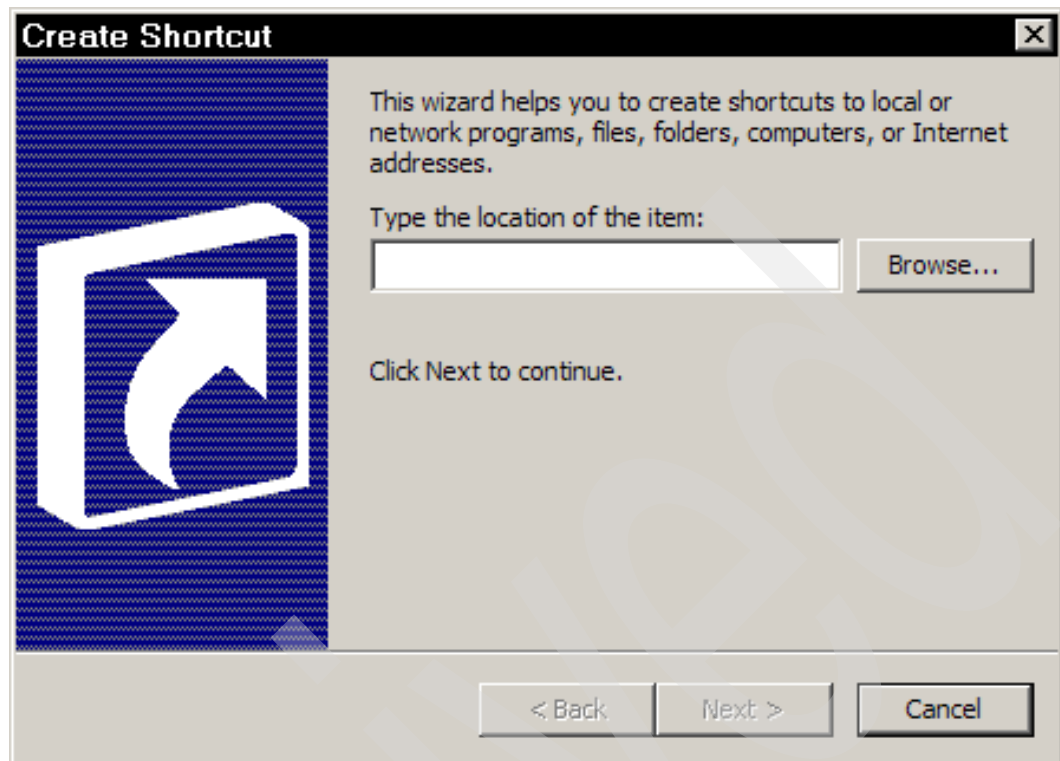 Create Shortcut
This wizard helps you to create shortcuts to local or
network programs, files, folders, computers, or Internet
addresses.
Type the location of the item:
Browse...
Click Next to continue.
< Back
Next >
Cancel